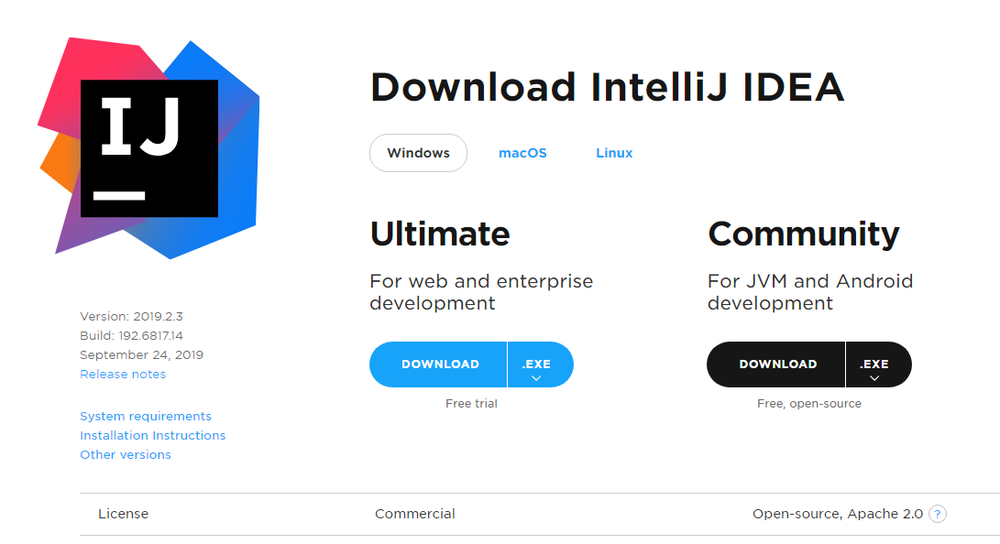 IJ
Download IntelliJ IDEA
Windows
macOS
Linux
Ultimate
For web and enterprise
development
DOWNLOAD
.EXE
Free trial
Community
For JVM and Android
development
DOWNLOAD
.EXE
Free, open-source
Version: 2019.2.3
Build: 192.6817.14
September 24, 2019
Release notes
System requirements
Installation Instructions
Other versions
License
Commercial
Open-source, Apache 2.0 ?